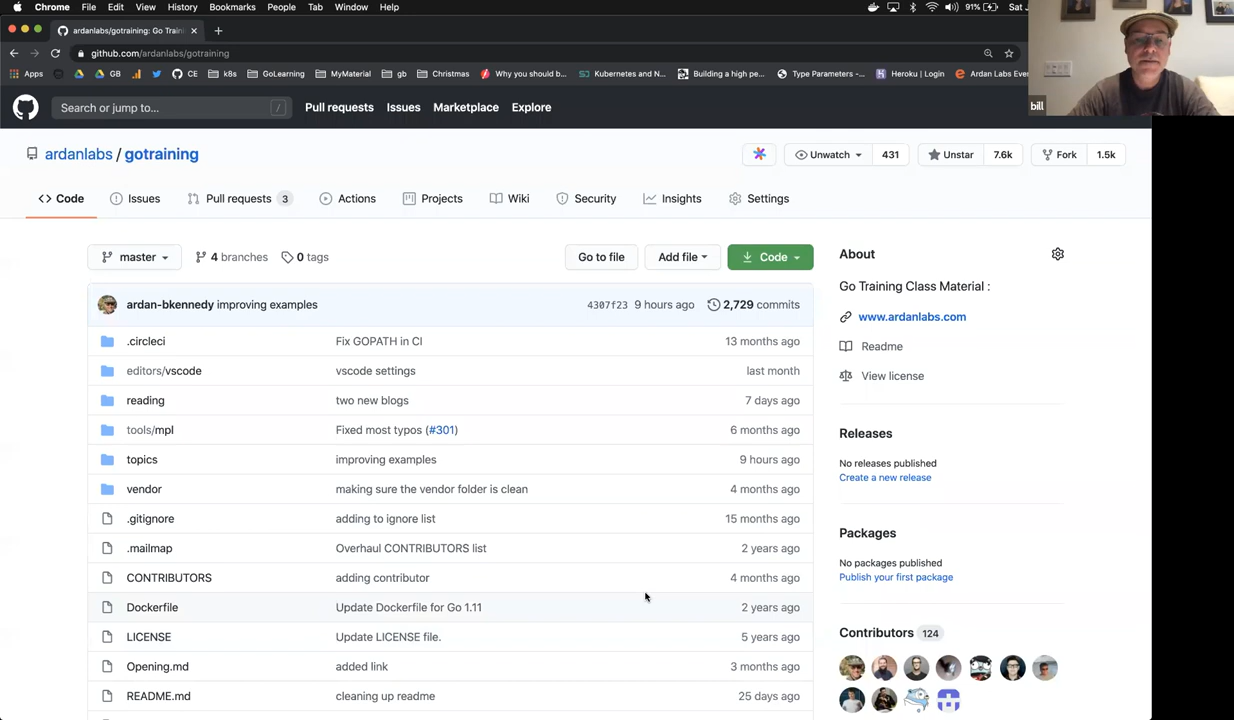 Chrome File Edit View History Bookmarks People Tab Window Help 91% Sat J
ardanlabs/gotraining: Go Train
github.com/ardanlabs/gotraining
Apps GB CE k8s GoLearning MyMaterial gb Christmas Why you should b... Kubernetes and N... Building a high pe... Type Parameters -... Heroku | Login Ardan Labs Eve
bill
Search or jump to... / Pull requests Issues Marketplace Explore
ardanlabs / gotraining Unwatch 431 Unstar 7.6k Fork 1.5k
<> Code Issues Pull requests 3 Actions Projects Wiki Security Insights Settings
master 4 branches 0 tags Go to file Add file Code
ardan-bkennedy improving examples 4307f23 9 hours ago 2,729 commits
.circleci Fix GOPATH in CI 13 months ago
editors/vscode vscode settings last month
reading two new blogs 7 days ago
tools/mpl Fixed most typos (#301) 6 months ago
topics improving examples 9 hours ago
vendor making sure the vendor folder is clean 4 months ago
.gitignore adding to ignore list 15 months ago
.mailmap Overhaul CONTRIBUTORS list 2 years ago
CONTRIBUTORS adding contributor 4 months ago
Dockerfile Update Dockerfile for Go 1.11 2 years ago
LICENSE Update LICENSE file. 5 years ago
Opening.md added link 3 months ago
README.md cleaning up readme 25 days ago
About
Go Training Class Material :
www.ardanlabs.com
Readme
View license
Releases
No releases published
Create a new release
Packages
No packages published
Publish your first package
Contributors 124